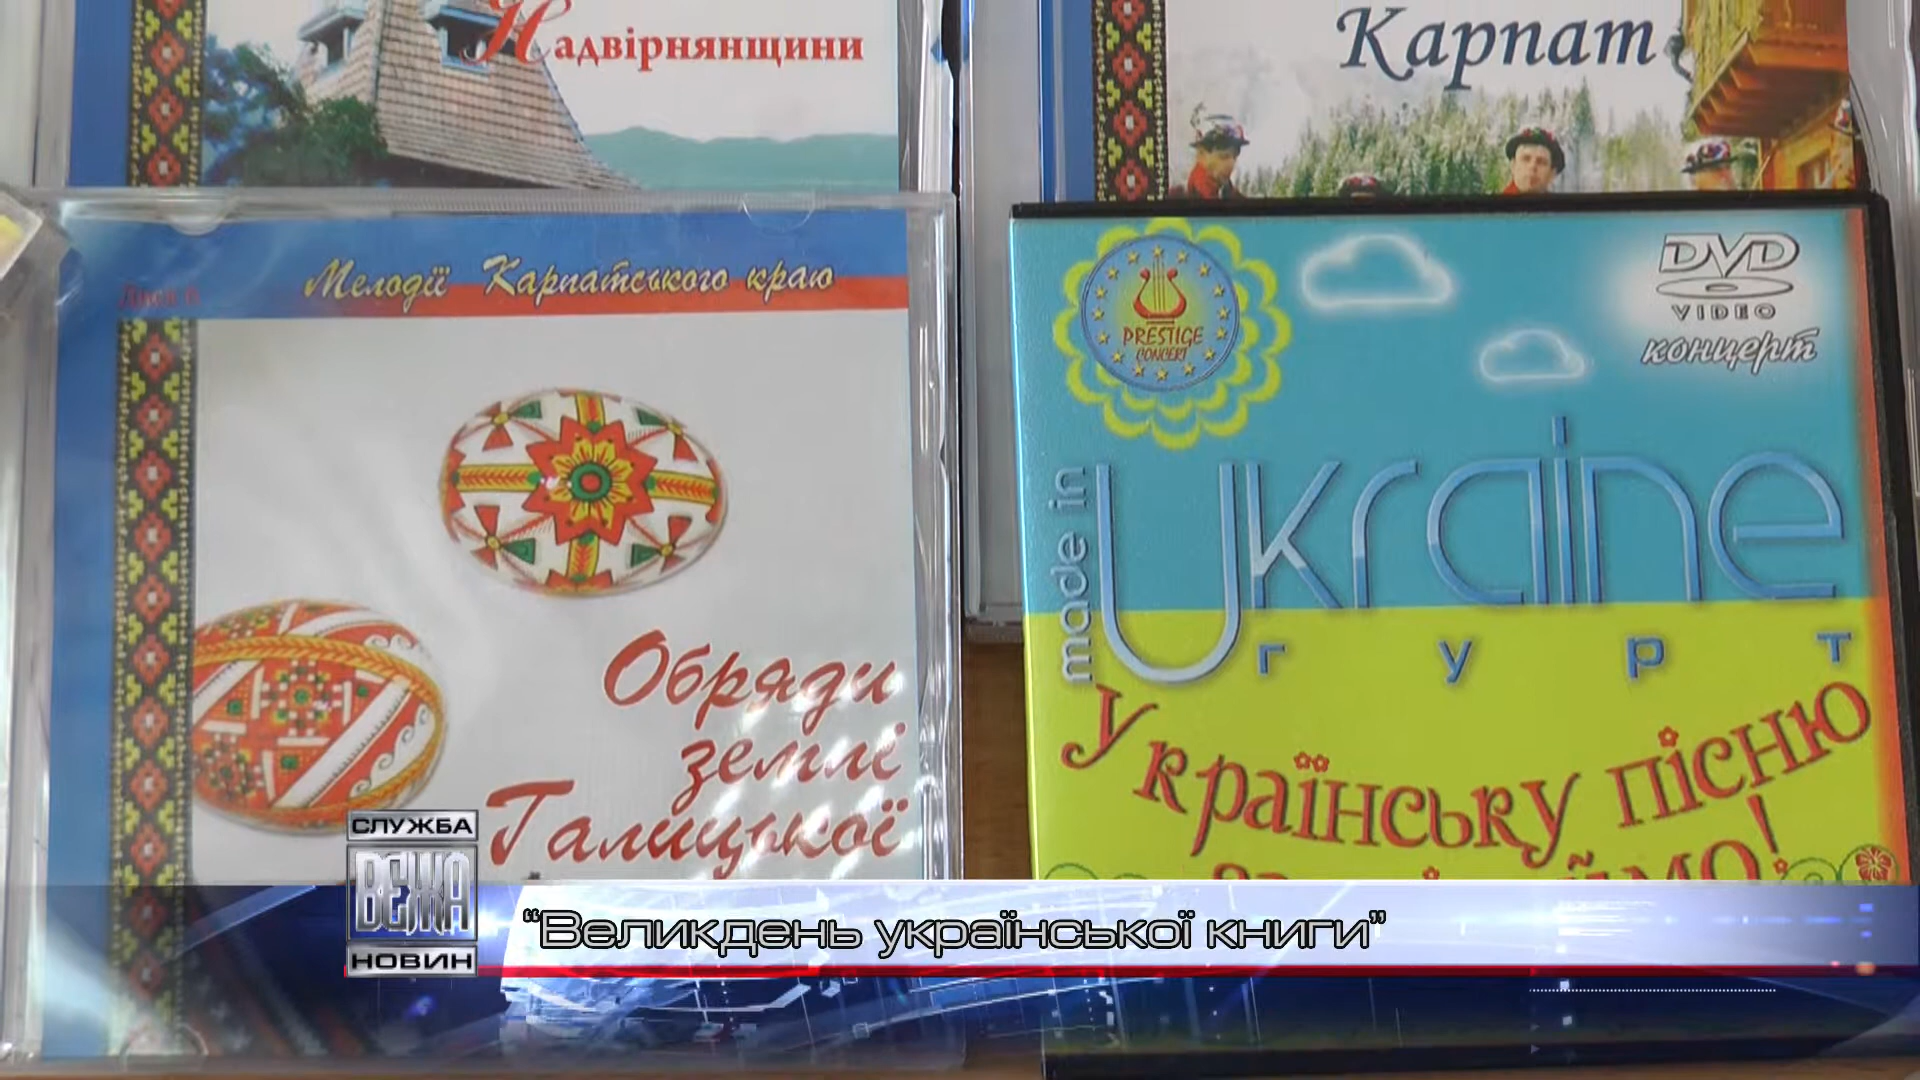 Надвірнянщини
Карпат
Мелодії Карпатського краю
Обряди
землі
Галицької
PRESTIGE
CONCERT
DVD
VIDEO
концерт
made in
Ukraine
гурт
Українську пісню
СЛУЖБА
ВЕЖА
НОВИН
“Великдень української книги”